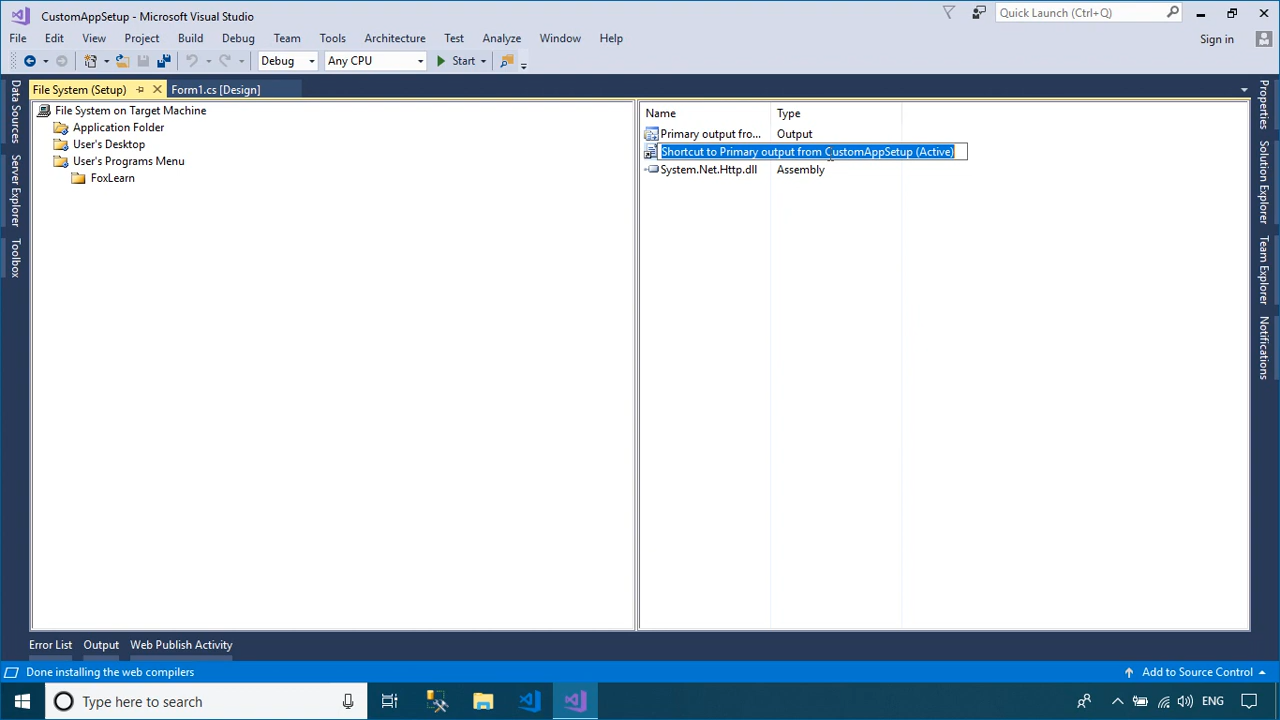 CustomAppSetup - Microsoft Visual Studio
Quick Launch (Ctrl+Q)
File Edit View Project Build Debug Team Tools Architecture Test Analyze Window Help
Sign in
Debug Any CPU Start
File System (Setup) Form1.cs [Design]
File System on Target Machine
Application Folder
User's Desktop
User's Programs Menu
FoxLearn
Name Type
Primary output fro... Output
Shortcut to Primary output from CustomAppSetup (Active)
System.Net.Http.dll Assembly
Data Sources
Server Explorer
Toolbox
Properties
Solution Explorer
Team Explorer
Notifications
Error List Output Web Publish Activity
Done installing the web compilers
Add to Source Control
Type here to search
ENG